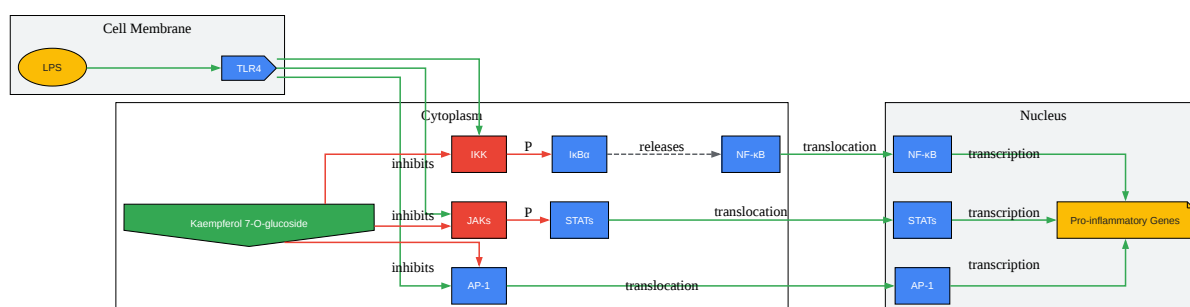 Cell Membrane
LPS
TLR4
Cytoplasm
Nucleus
IKK
P
IκBα
releases
NF-κB
translocation
NF-κB
transcription
inhibits
Kaempferol 7-O-glucoside
inhibits
JAKs
P
STATs
translocation
STATs
transcription
Pro-inflammatory Genes
inhibits
AP-1
translocation
AP-1
transcription